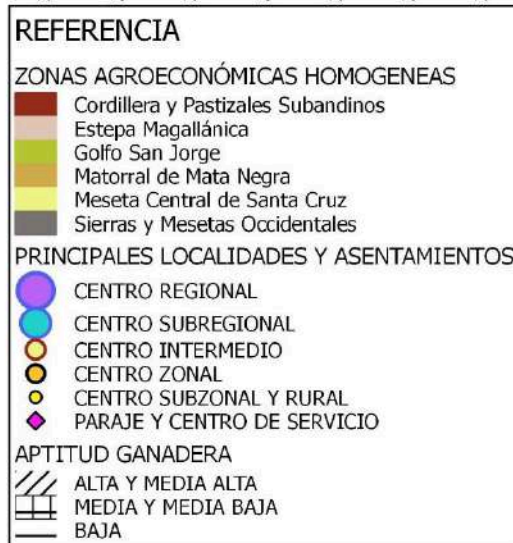 REFERENCIA
ZONAS AGROECONÓMICAS HOMOGENEAS
Cordillera y Pastizales Subandinos
Estepa Magallánica
Golfo San Jorge
Matorral de Mata Negra
Meseta Central de Santa Cruz
Sierras y Mesetas Occidentales
PRINCIPALES LOCALIDADES Y ASENTAMIENTOS
CENTRO REGIONAL
CENTRO SUBREGIONAL
CENTRO INTERMEDIO
CENTRO ZONAL
CENTRO SUBZONAL Y RURAL
PARAJE Y CENTRO DE SERVICIO
APTITUD GANADERA
ALTA Y MEDIA ALTA
MEDIA Y MEDIA BAJA
BAJA